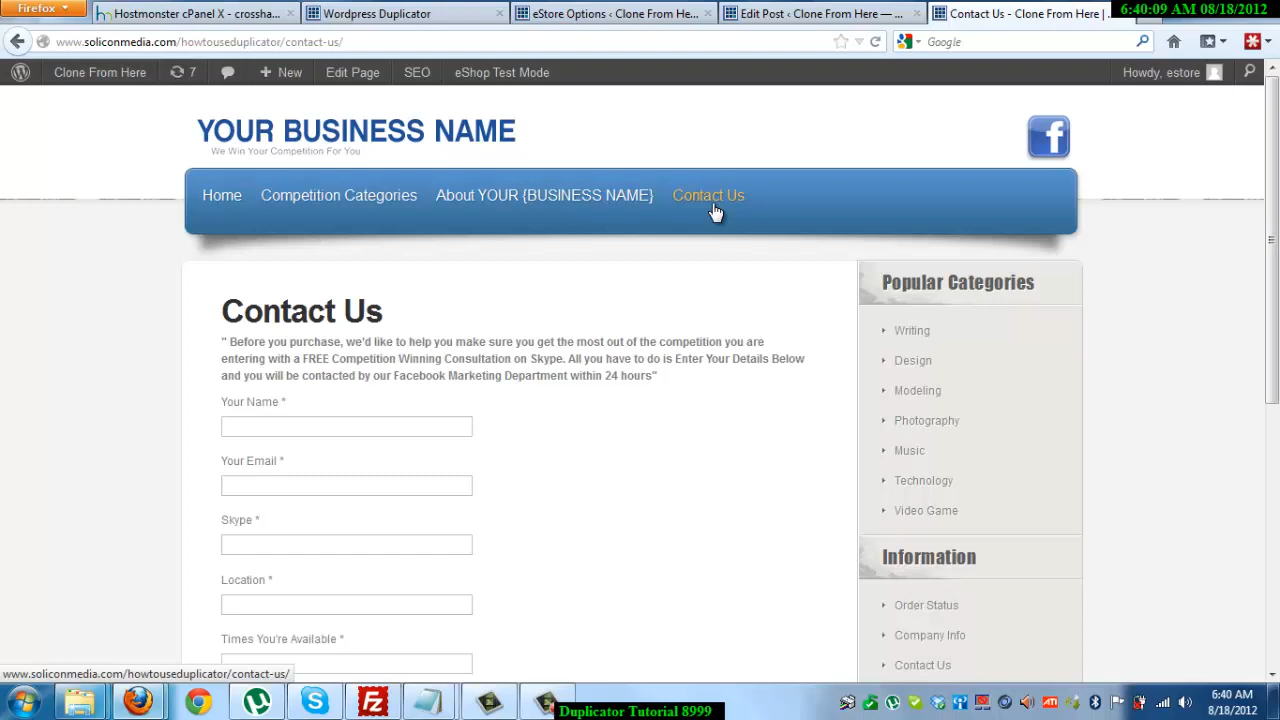 Firefox
Hostmonster cPanel X - crossha...
Wordpress Duplicator
eStore Options ‹ Clone From He...
Edit Post ‹ Clone From Here — ...
Contact Us - Clone From Here | ...
6:40:09 AM 08/18/2012
www.soliconmedia.com/howtouseduplicator/contact-us/
Google
Clone From Here
7
New
Edit Page
SEO
eShop Test Mode
Howdy, estore
YOUR BUSINESS NAME
We Win Your Competition For You
f
Home
Competition Categories
About YOUR {BUSINESS NAME}
Contact Us
Contact Us
" Before you purchase, we'd like to help you make sure you get the most out of the competition you are
entering with a FREE Competition Winning Consultation on Skype. All you have to do is Enter Your Details Below
and you will be contacted by our Facebook Marketing Department within 24 hours"
Your Name *
Your Email *
Skype *
Location *
Times You're Available *
Popular Categories
Writing
Design
Modeling
Photography
Music
Technology
Video Game
Information
Order Status
Company Info
Contact Us
www.soliconmedia.com/howtouseduplicator/contact-us/
6:40 AM
8/18/2012
Duplicator Tutorial 8999